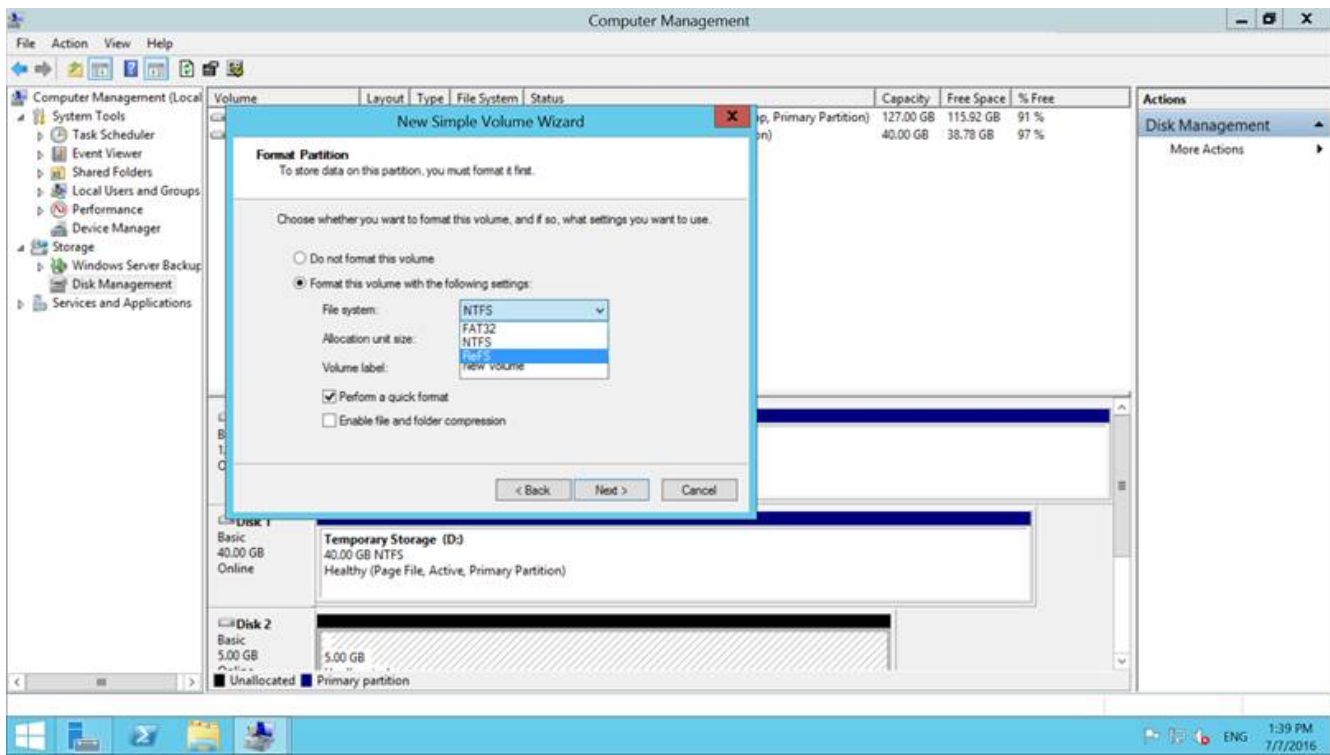 Computer Management
File Action View Help
Computer Management (Local
System Tools
Task Scheduler
Event Viewer
Shared Folders
Local Users and Groups
Performance
Device Manager
Storage
Windows Server Backup
Disk Management
Services and Applications
Volume Layout Type File System Status Capacity Free Space % Free
p, Primary Partition) 127.00 GB 115.92 GB 91 %
on) 40.00 GB 38.78 GB 97 %
Actions
Disk Management
More Actions
New Simple Volume Wizard
Format Partition
To store data on this partition, you must format it first.
Choose whether you want to format this volume, and if so, what settings you want to use.
Do not format this volume
Format this volume with the following settings:
File system: NTFS
FAT32
Allocation unit size: NTFS
ReFS
Volume label: New Volume
Perform a quick format
Enable file and folder compression
< Back Next > Cancel
Disk 1
Basic
40.00 GB
Online
Temporary Storage (D:)
40.00 GB NTFS
Healthy (Page File, Active, Primary Partition)
Disk 2
Basic
5.00 GB
5.00 GB
Unallocated Primary partition
ENG 1:39 PM
7/7/2016